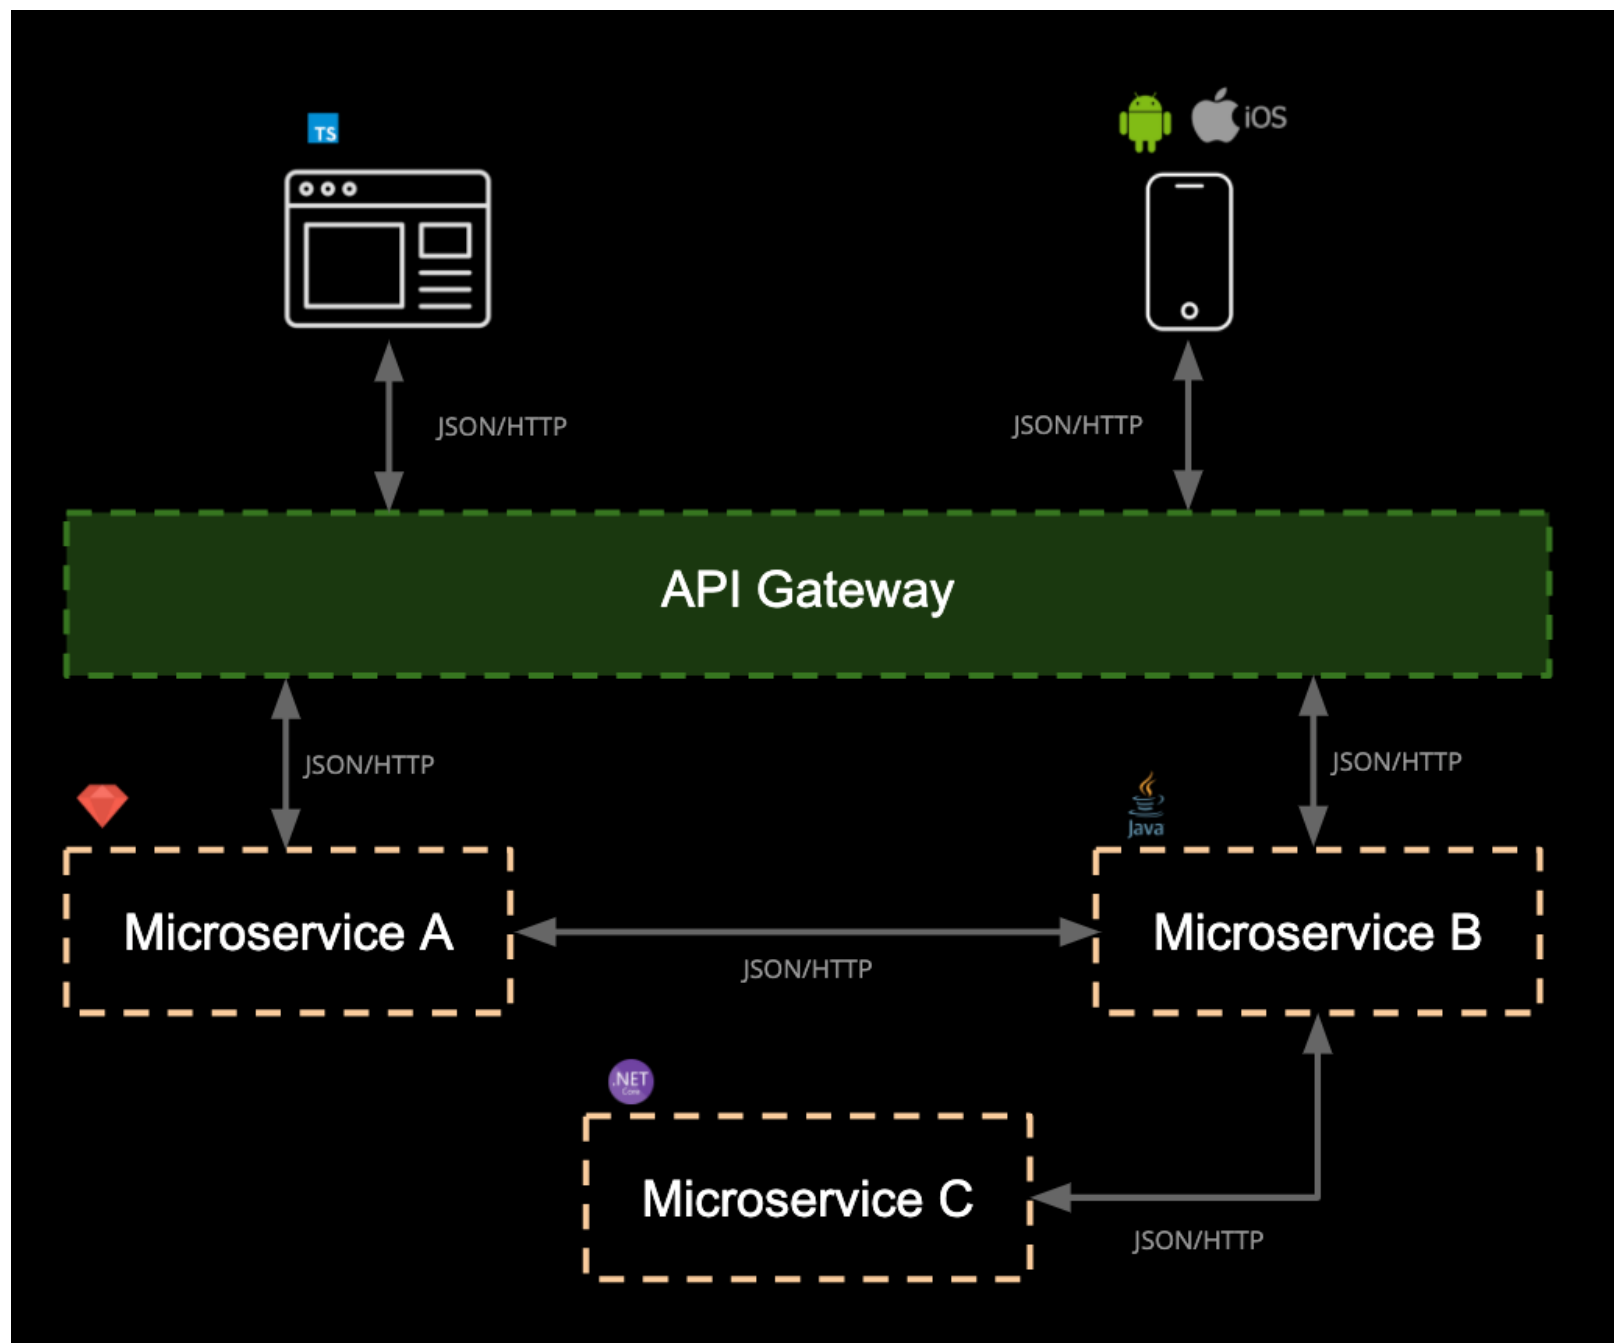 TS
iOS
JSON/HTTP
JSON/HTTP
API Gateway
JSON/HTTP
JSON/HTTP
Java
Microservice A
JSON/HTTP
Microservice B
.NET
Core
Microservice C
JSON/HTTP